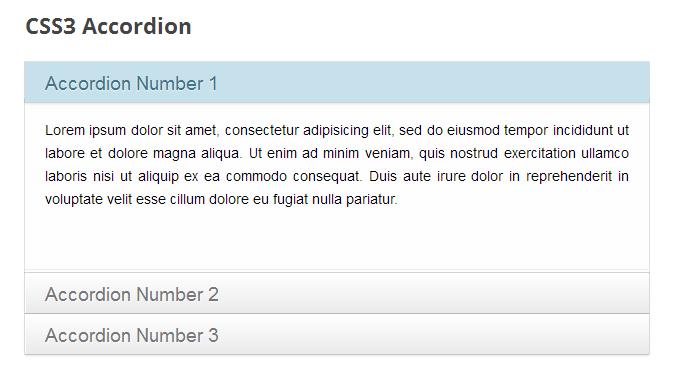 CSS3 Accordion
Accordion Number 1
Lorem ipsum dolor sit amet, consectetur adipisicing elit, sed do eiusmod tempor incididunt ut
labore et dolore magna aliqua. Ut enim ad minim veniam, quis nostrud exercitation ullamco
laboris nisi ut aliquip ex ea commodo consequat. Duis aute irure dolor in reprehenderit in
voluptate velit esse cillum dolore eu fugiat nulla pariatur.
Accordion Number 2
Accordion Number 3